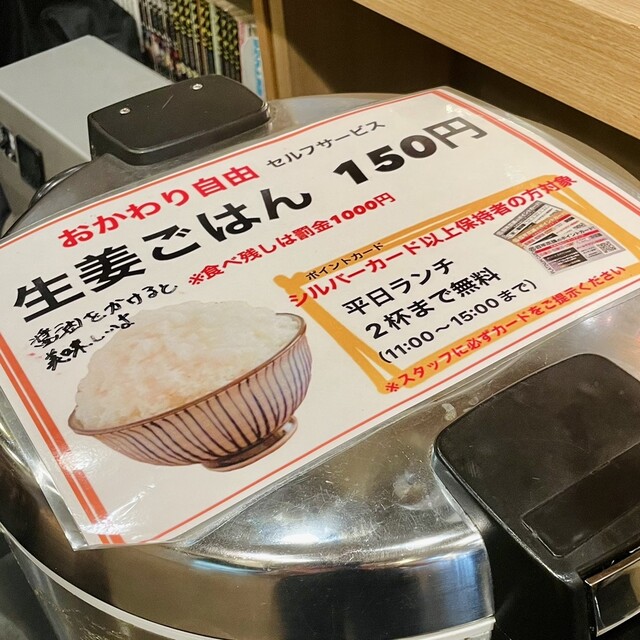 おかわり自由 セルフサービス
生姜ごはん 150円
※食べ残しは罰金1000円
醤油をかけると
美味しいよ
ポイントカード
シルバーカード以上保持者の方対象
平日ランチ
2杯まで無料
(11:00～15:00まで)
※スタッフに必ずカードをご提示ください